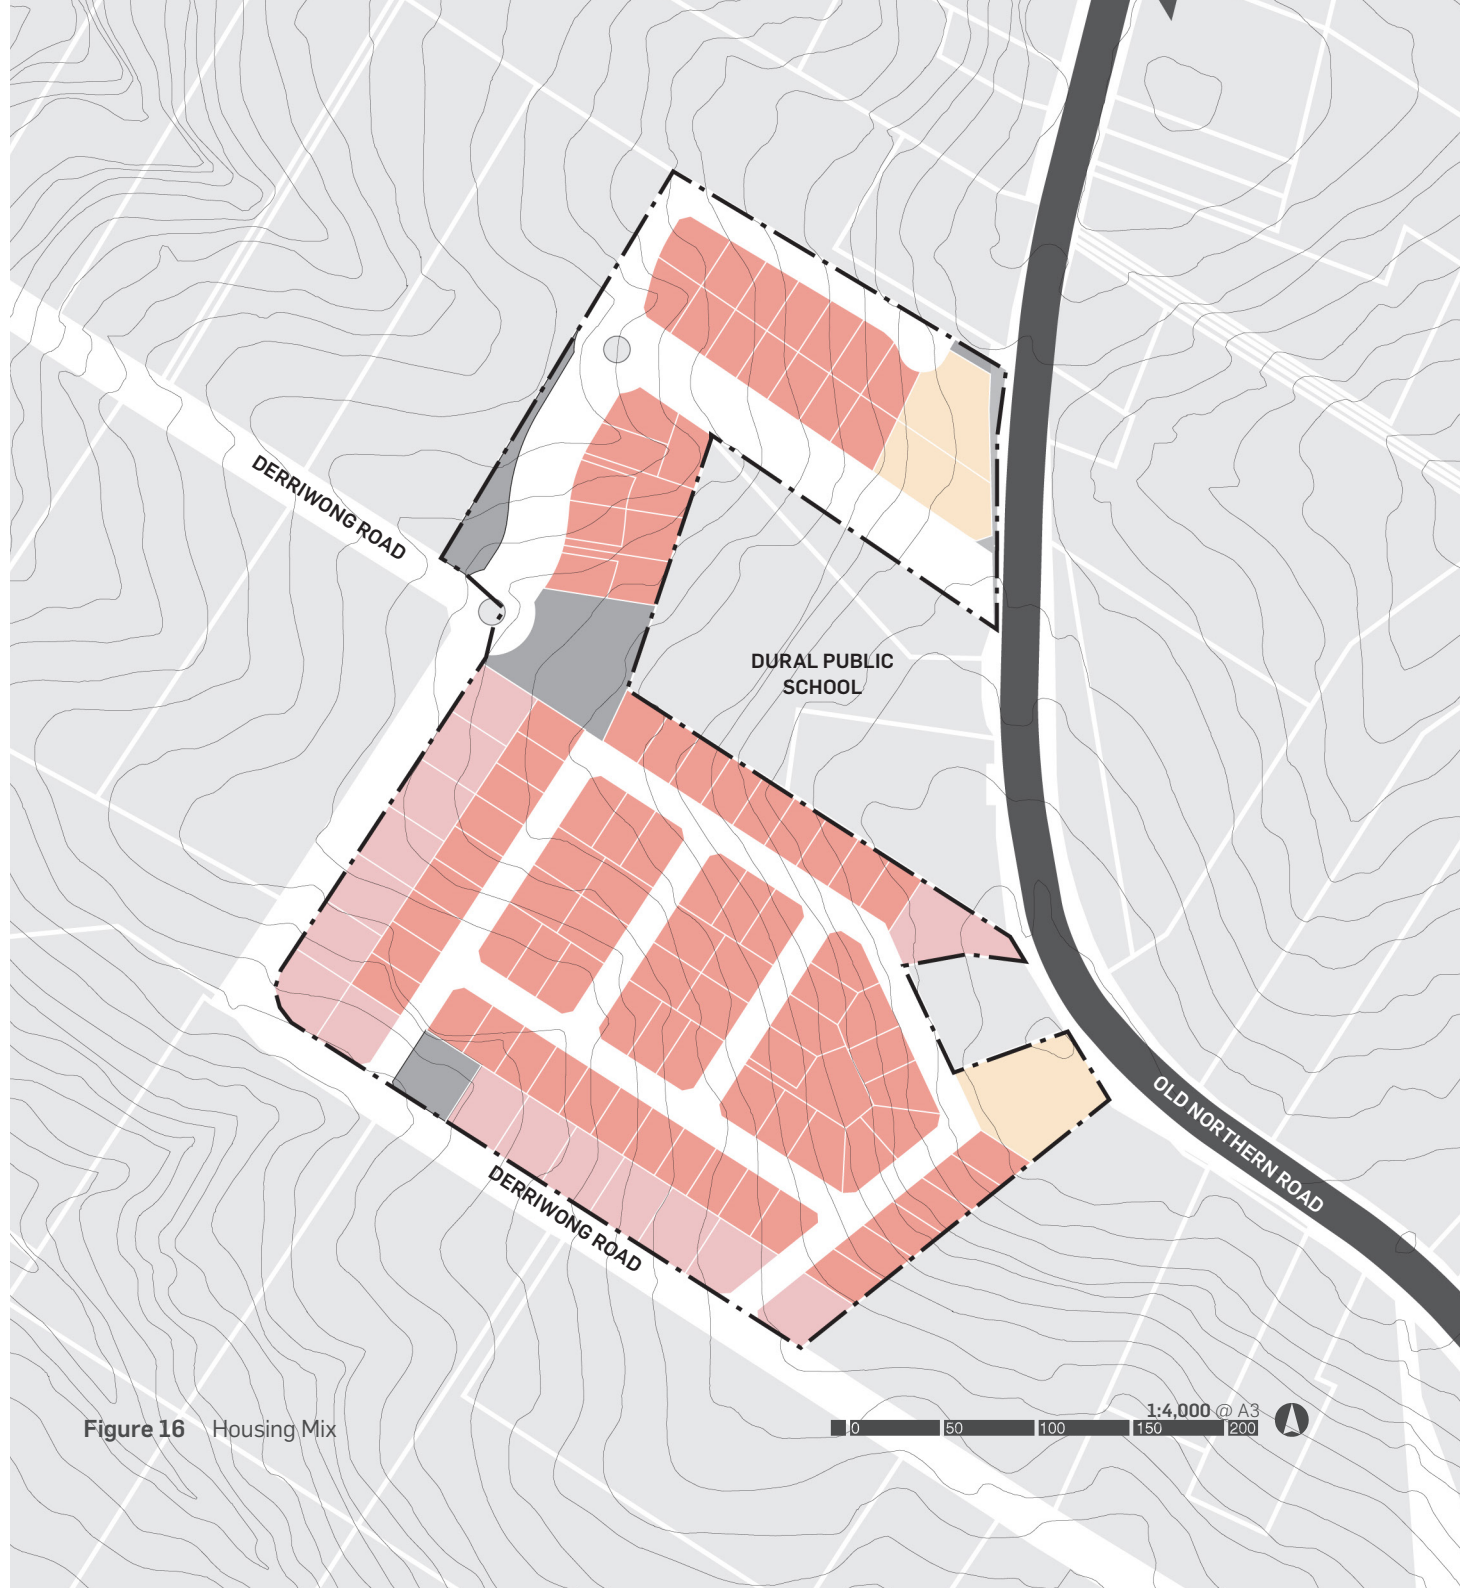 DERRIWONG ROAD
DURAL PUBLIC
SCHOOL
OLD NORTHERN ROAD
DERRIWONG ROAD
1:4,000 @ A3
0 50 100 150 200
Figure 16 Housing Mix